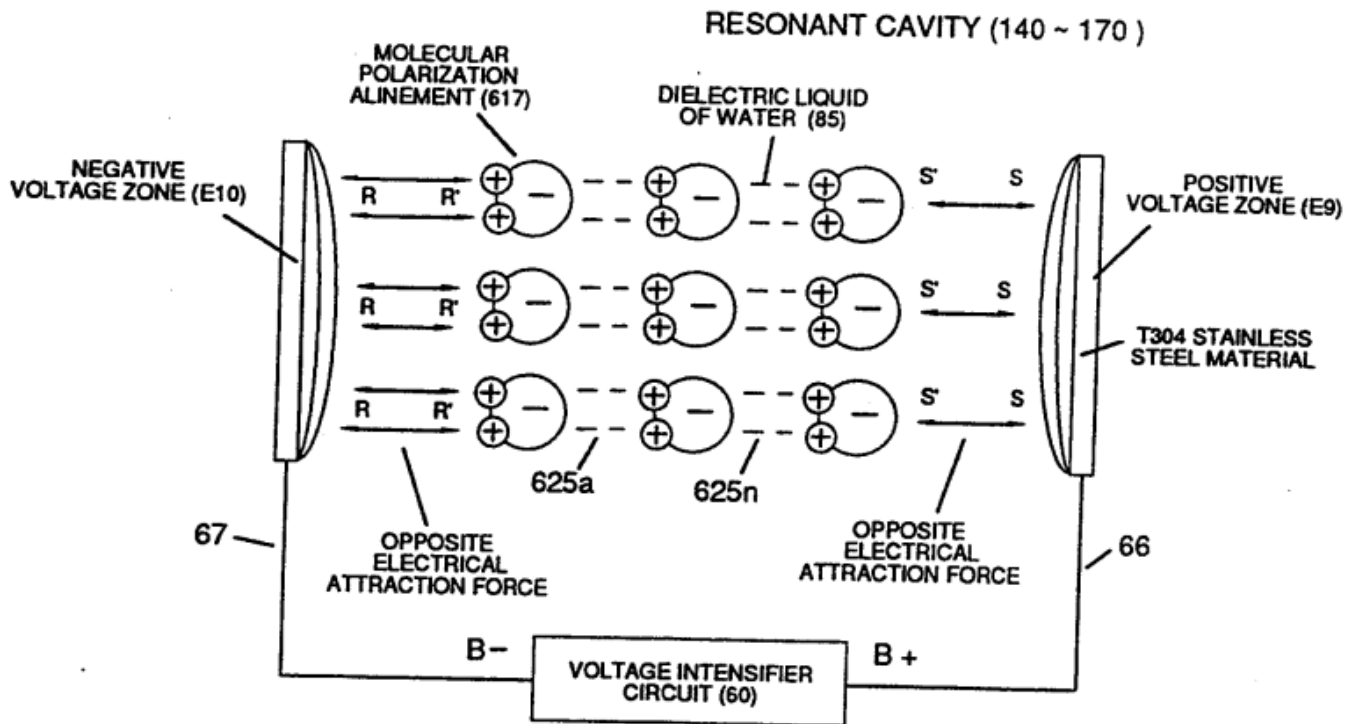 RESONANT CAVITY (140 ~ 170 )
MOLECULAR
POLARIZATION
ALINEMENT (617)
DIELECTRIC LIQUID
OF WATER (85)
NEGATIVE
VOLTAGE ZONE (E10)
POSITIVE
VOLTAGE ZONE (E9)
R R' + + − − − − − + + − − − − − + + − S' S
R R' + + − − − − − + + − − − − − + + − S' S
T304 STAINLESS
STEEL MATERIAL
R R' + + − − − − − + + − − − − − + + − S' S
625a
625n
67
OPPOSITE
ELECTRICAL
ATTRACTION FORCE
OPPOSITE
ELECTRICAL
ATTRACTION FORCE
66
B−
VOLTAGE INTENSIFIER
CIRCUIT (60)
B +